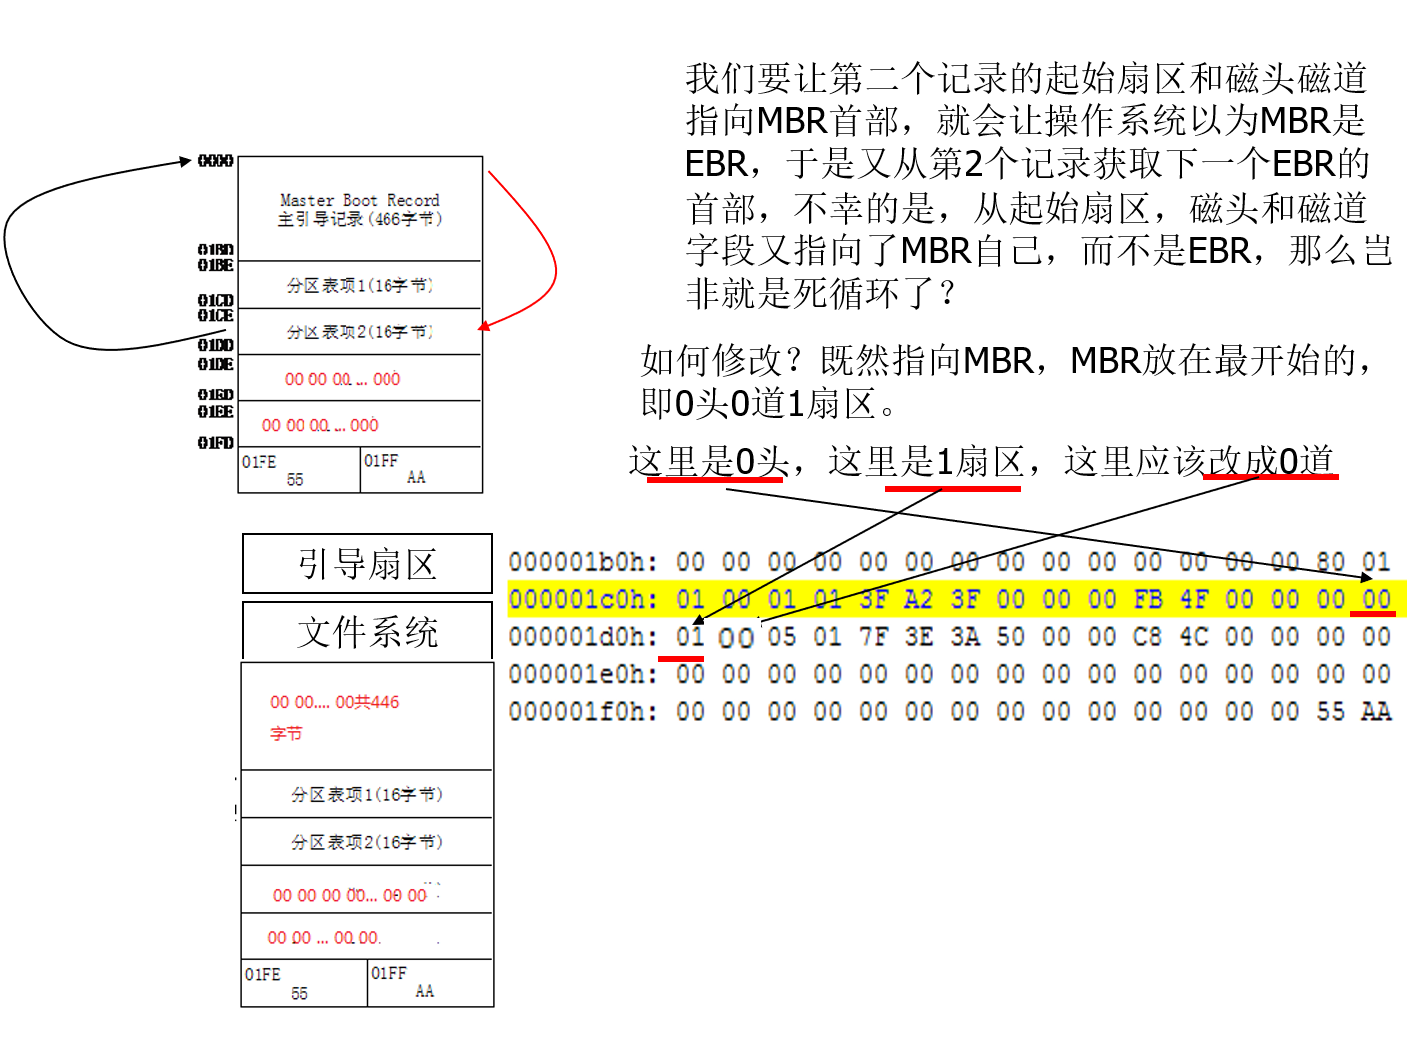 我们要让第二个记录的起始扇区和磁头磁道
指向MBR首部，就会让操作系统以为MBR是
EBR，于是又从第2个记录获取下一个EBR的
首部，不幸的是，从起始扇区，磁头和磁道
字段又指向了MBR自己，而不是EBR，那么岂
非就是死循环了？
如何修改？既然指向MBR，MBR放在最开始的，
即0头0道1扇区。
这里是0头，这里是1扇区，这里应该改成0道
0000
Master Boot Record
主引导记录(466字节)
01BD
01BE
分区表项1(16字节)
01CD
01CE
分区表项2(16字节)
01DD
01DE
00 00 00 ... 000
01ED
01EE
00 00 00 ... 000
01FD
01FE
55
01FF
AA
引导扇区
文件系统
00 00.... 00共446
字节
分区表项1(16字节)
分区表项2(16字节)
00 00 00 00... 00 00
00 00 ... 00 00
01FE
55
01FF
AA
000001b0h: 00 00 00 00 00 00 00 00 00 00 00 00 00 00 80 01
000001c0h: 01 00 01 01 3F A2 3F 00 00 00 FB 4F 00 00 00 00
000001d0h: 01 00 05 01 7F 3E 3A 50 00 00 C8 4C 00 00 00 00
000001e0h: 00 00 00 00 00 00 00 00 00 00 00 00 00 00 00 00
000001f0h: 00 00 00 00 00 00 00 00 00 00 00 00 00 00 55 AA